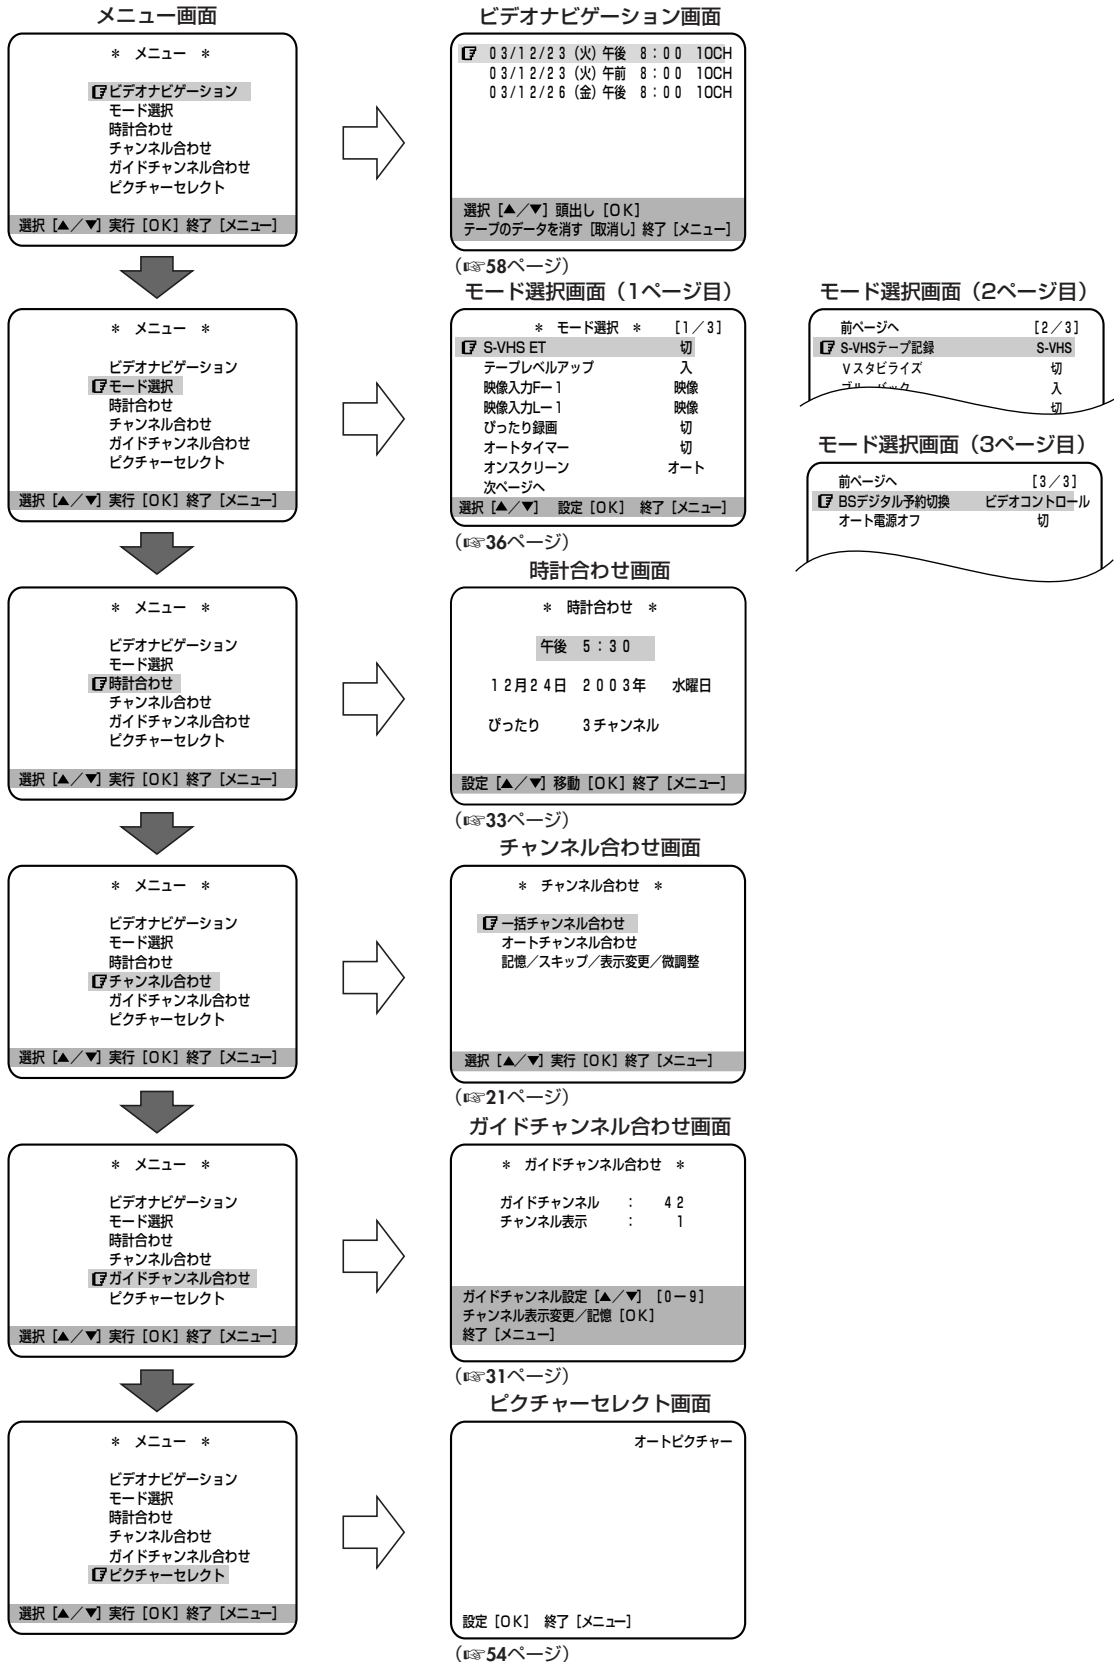 メニュー画面
＊ メニュー ＊
ビデオナビゲーション
モード選択
時計合わせ
チャンネル合わせ
ガイドチャンネル合わせ
ピクチャーセレクト
選択［▲／▼］実行［OK］終了［メニュー］
ビデオナビゲーション画面
03/12/23（火）午後 8：00 10CH
03/12/23（火）午前 8：00 10CH
03/12/26（金）午後 8：00 10CH
選択［▲／▼］頭出し［OK］
テープのデータを消す［取消し］終了［メニュー］
（☞58ページ）
＊ メニュー ＊
ビデオナビゲーション
モード選択
時計合わせ
チャンネル合わせ
ガイドチャンネル合わせ
ピクチャーセレクト
選択［▲／▼］実行［OK］終了［メニュー］
モード選択画面（1ページ目）
＊ モード選択 ＊ ［1／3］
S-VHS ET 切
テープレベルアップ 入
映像入力F－1 映像
映像入力L－1 映像
ぴったり録画 切
オートタイマー 切
オンスクリーン オート
次ページへ
選択［▲／▼］ 設定［OK］ 終了［メニュー］
（☞36ページ）
モード選択画面（2ページ目）
前ページへ ［2／3］
S-VHSテープ記録 S-VHS
Vスタビライズ 切
ブルーバック 入
切
モード選択画面（3ページ目）
前ページへ ［3／3］
BSデジタル予約切換 ビデオコントロール
オート電源オフ 切
＊ メニュー ＊
ビデオナビゲーション
モード選択
時計合わせ
チャンネル合わせ
ガイドチャンネル合わせ
ピクチャーセレクト
選択［▲／▼］実行［OK］終了［メニュー］
時計合わせ画面
＊ 時計合わせ ＊
午後 5：30
12月24日 2003年 水曜日
ぴったり 3チャンネル
設定［▲／▼］移動［OK］終了［メニュー］
（☞33ページ）
＊ メニュー ＊
ビデオナビゲーション
モード選択
時計合わせ
チャンネル合わせ
ガイドチャンネル合わせ
ピクチャーセレクト
選択［▲／▼］実行［OK］終了［メニュー］
チャンネル合わせ画面
＊ チャンネル合わせ ＊
一括チャンネル合わせ
オートチャンネル合わせ
記憶／スキップ／表示変更／微調整
選択［▲／▼］実行［OK］終了［メニュー］
（☞21ページ）
＊ メニュー ＊
ビデオナビゲーション
モード選択
時計合わせ
チャンネル合わせ
ガイドチャンネル合わせ
ピクチャーセレクト
選択［▲／▼］実行［OK］終了［メニュー］
ガイドチャンネル合わせ画面
＊ ガイドチャンネル合わせ ＊
ガイドチャンネル ： 42
チャンネル表示 ： 1
ガイドチャンネル設定［▲／▼］［0－9］
チャンネル表示変更／記憶［OK］
終了［メニュー］
（☞31ページ）
＊ メニュー ＊
ビデオナビゲーション
モード選択
時計合わせ
チャンネル合わせ
ガイドチャンネル合わせ
ピクチャーセレクト
選択［▲／▼］実行［OK］終了［メニュー］
ピクチャーセレクト画面
オートピクチャー
設定［OK］ 終了［メニュー］
（☞54ページ）